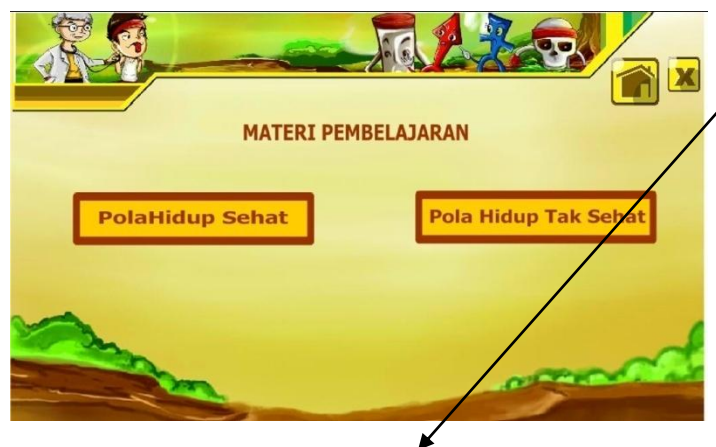 MATERI PEMBELAJARAN
PolaHidup Sehat
Pola Hidup Tak Sehat
X